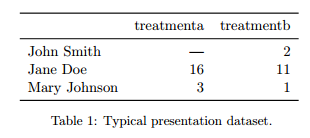 treatmenta treatmentb
John Smith — 2
Jane Doe 16 11
Mary Johnson 3 1
Table 1: Typical presentation dataset.